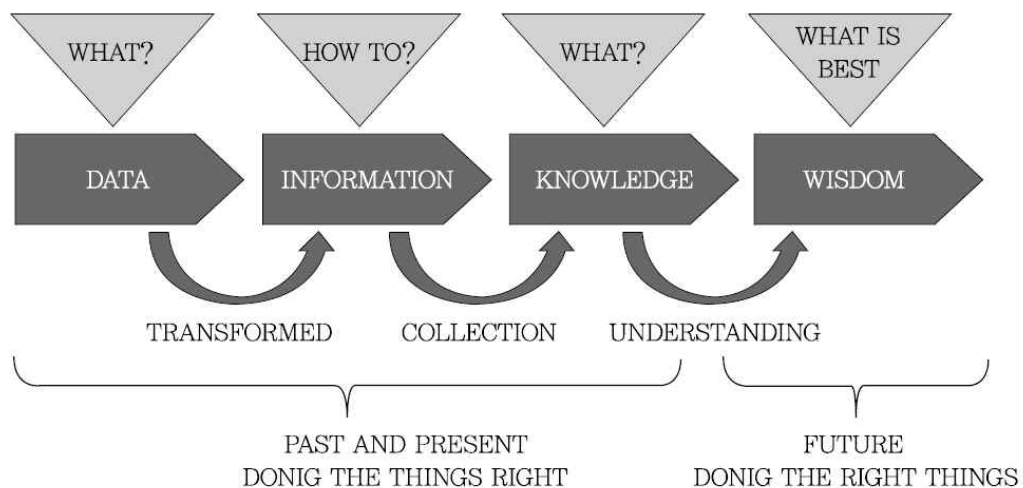 WHAT?
HOW TO?
WHAT?
WHAT IS
BEST
DATA
INFORMATION
KNOWLEDGE
WISDOM
TRANSFORMED
COLLECTION
UNDERSTANDING
PAST AND PRESENT
DONIG THE THINGS RIGHT
FUTURE
DONIG THE RIGHT THINGS